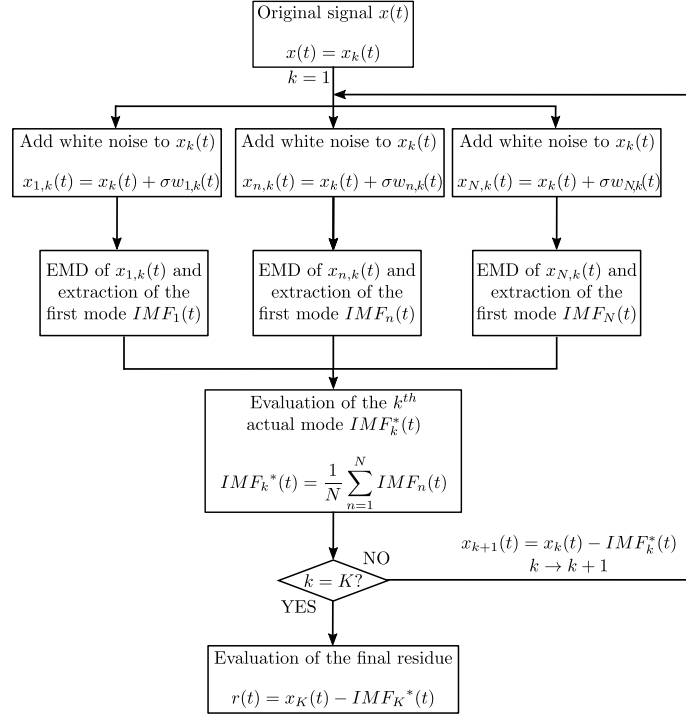 Original signal x(t)
x(t) = x_k(t)
k = 1
Add white noise to x_k(t)
x_{1,k}(t) = x_k(t) + σw_{1,k}(t)
Add white noise to x_k(t)
x_{n,k}(t) = x_k(t) + σw_{n,k}(t)
Add white noise to x_k(t)
x_{N,k}(t) = x_k(t) + σw_{N,k}(t)
EMD of x_{1,k}(t) and
extraction of the
first mode IMF_1(t)
EMD of x_{n,k}(t) and
extraction of the
first mode IMF_n(t)
EMD of x_{N,k}(t) and
extraction of the
first mode IMF_N(t)
Evaluation of the k^{th}
actual mode IMF_k^*(t)
IMF_k^*(t) = \frac{1}{N} \sum_{n=1}^{N} IMF_n(t)
NO
x_{k+1}(t) = x_k(t) − IMF_k^*(t)
k → k + 1
k = K?
YES
Evaluation of the final residue
r(t) = x_K(t) − IMF_K^*(t)